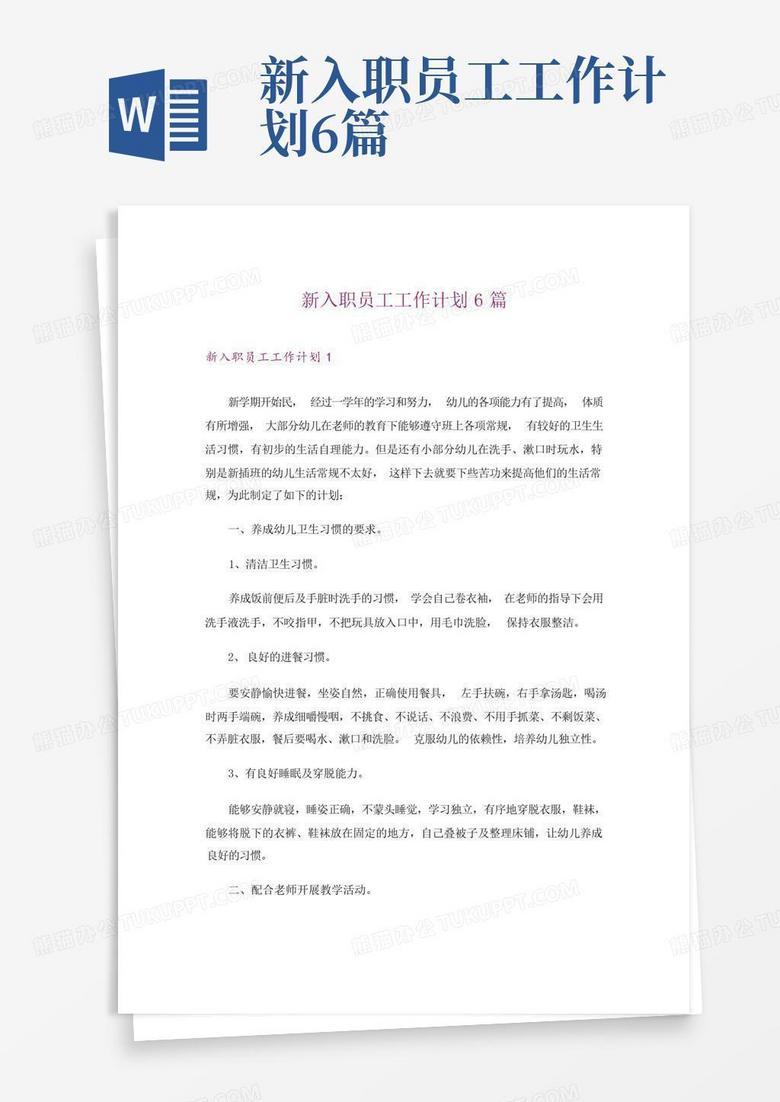 W
新入职员工工作计
划6篇
新入职员工工作计划 6 篇
新入职员工工作计划 1
新学期开始民， 经过一学年的学习和努力， 幼儿的各项能力有了提高， 体质
有所增强， 大部分幼儿在老师的教育下能够遵守班上各项常规， 有较好的卫生生
活习惯，有初步的生活自理能力。但是还有小部分幼儿在洗手、漱口时玩水，特
别是新插班的幼儿生活常规不太好， 这样下去就要下些苦功来提高他们的生活常
规，为此制定了如下的计划：
一、养成幼儿卫生习惯的要求。
1、清洁卫生习惯。
养成饭前便后及手脏时洗手的习惯， 学会自己卷衣袖， 在老师的指导下会用
洗手液洗手，不咬指甲，不把玩具放入口中，用毛巾洗脸， 保持衣服整洁。
2、 良好的进餐习惯。
要安静愉快进餐，坐姿自然，正确使用餐具， 左手扶碗，右手拿汤匙，喝汤
时两手端碗，养成细嚼慢咽，不挑食、不说话、不浪费、不用手抓菜、不剩饭菜、
不弄脏衣服，餐后要喝水、漱口和洗脸。 克服幼儿的依赖性，培养幼儿独立性。
3、有良好睡眠及穿脱能力。
能够安静就寝，睡姿正确，不蒙头睡觉，学习独立，有序地穿脱衣服，鞋袜，
能够将脱下的衣裤、鞋袜放在固定的地方，自己叠被子及整理床铺，让幼儿养成
良好的习惯。
二、配合老师开展教学活动。
熊猫办公TUKUPPT.COM